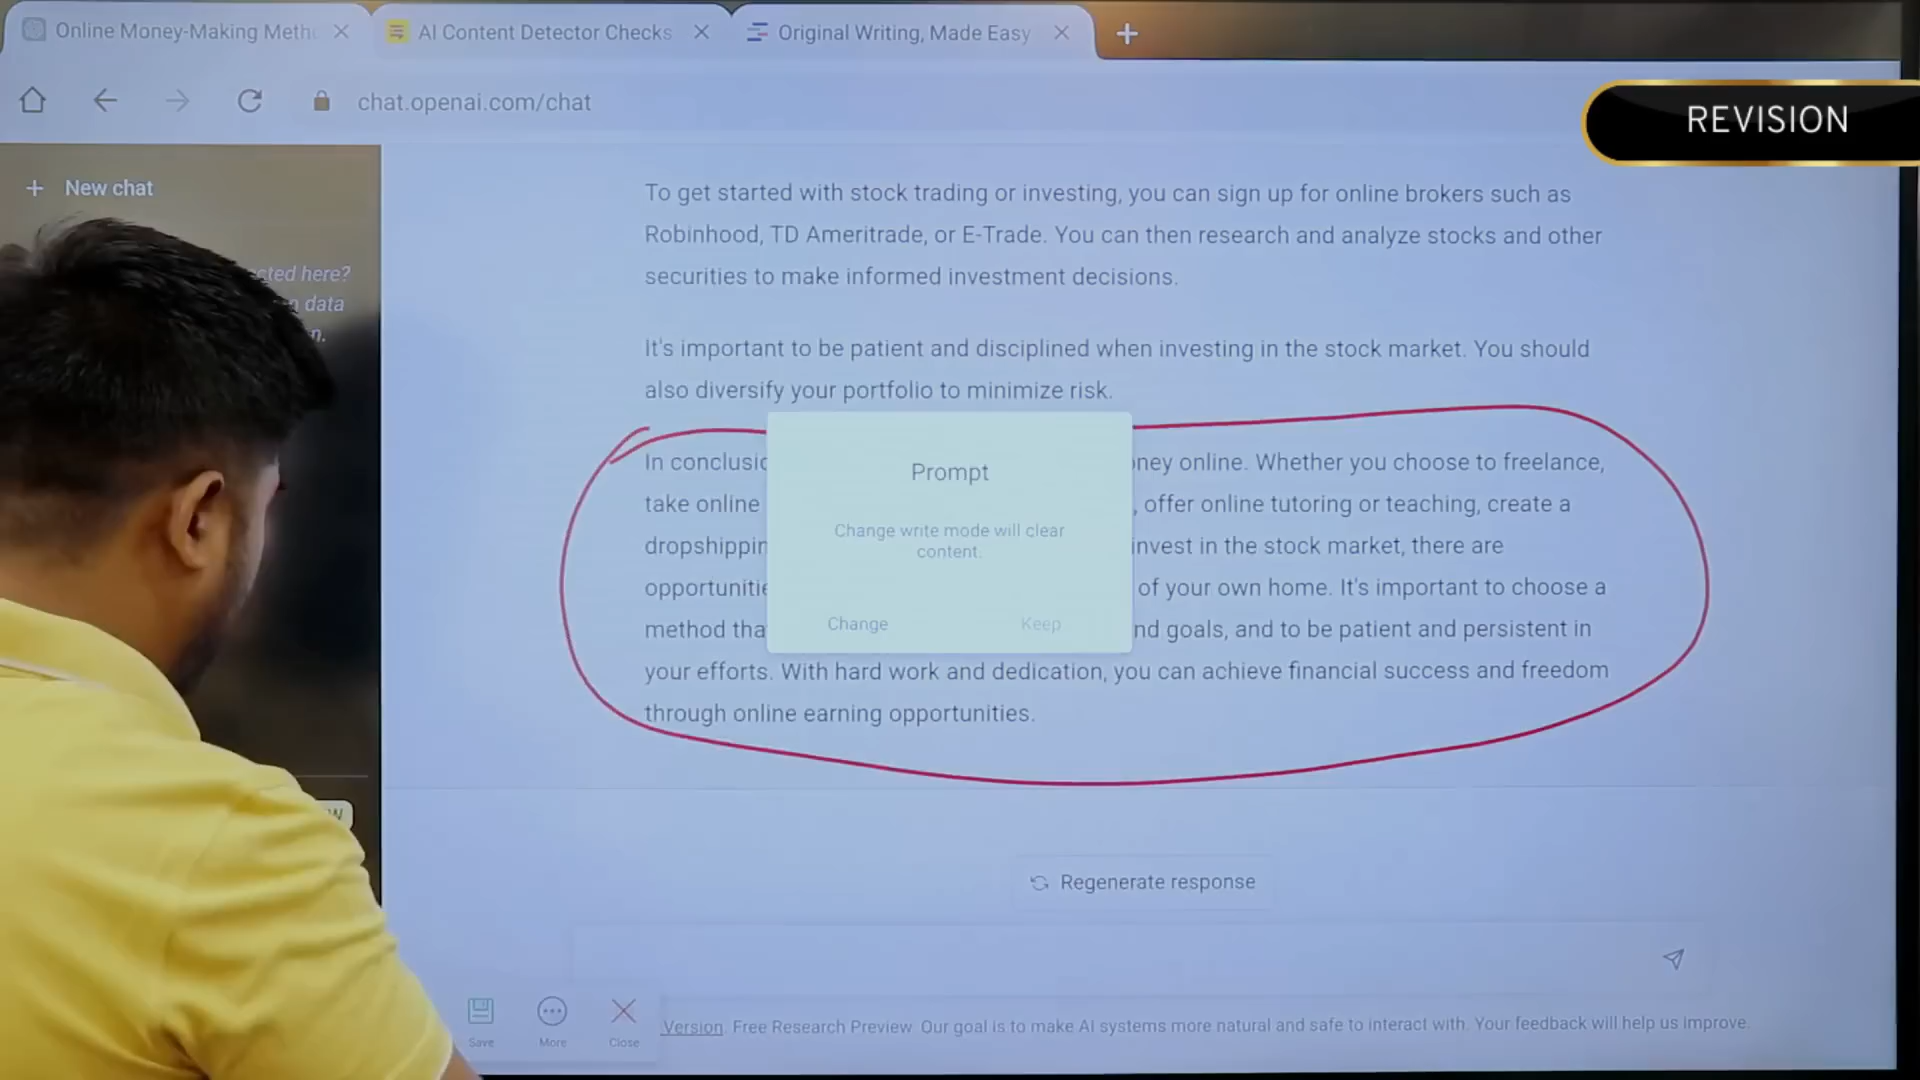 Online Money-Making Meth
AI Content Detector Checks
Original Writing, Made Easy
chat.openai.com/chat
REVISION
New chat
cted here?
data
n.
To get started with stock trading or investing, you can sign up for online brokers such as
Robinhood, TD Ameritrade, or E-Trade. You can then research and analyze stocks and other
securities to make informed investment decisions.
It's important to be patient and disciplined when investing in the stock market. You should
also diversify your portfolio to minimize risk.
In conclusio
ney online. Whether you choose to freelance,
take online
, offer online tutoring or teaching, create a
dropshippin
invest in the stock market, there are
opportunitie
of your own home. It's important to choose a
method tha
nd goals, and to be patient and persistent in
your efforts. With hard work and dedication, you can achieve financial success and freedom
through online earning opportunities.
Prompt
Change write mode will clear
content.
Change
Keep
Regenerate response
Save
More
Close
Version. Free Research Preview. Our goal is to make AI systems more natural and safe to interact with. Your feedback will help us improve.